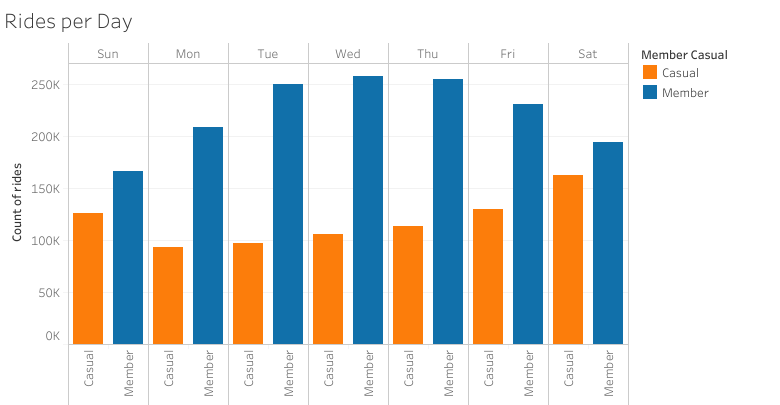 Rides per Day
Sun Mon Tue Wed Thu Fri Sat
Member Casual
Casual
Member
Count of rides
250K
200K
150K
100K
50K
0K
Casual Member Casual Member Casual Member Casual Member Casual Member Casual Member Casual Member